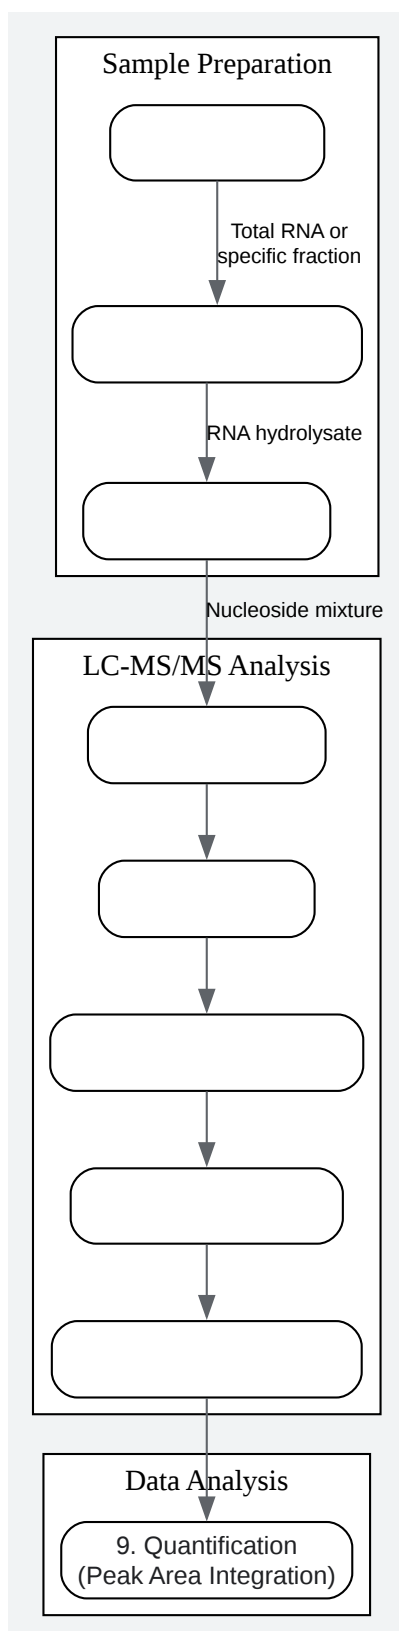 Sample Preparation
Total RNA or
specific fraction
RNA hydrolysate
Nucleoside mixture
LC-MS/MS Analysis
Data Analysis
9. Quantification
(Peak Area Integration)